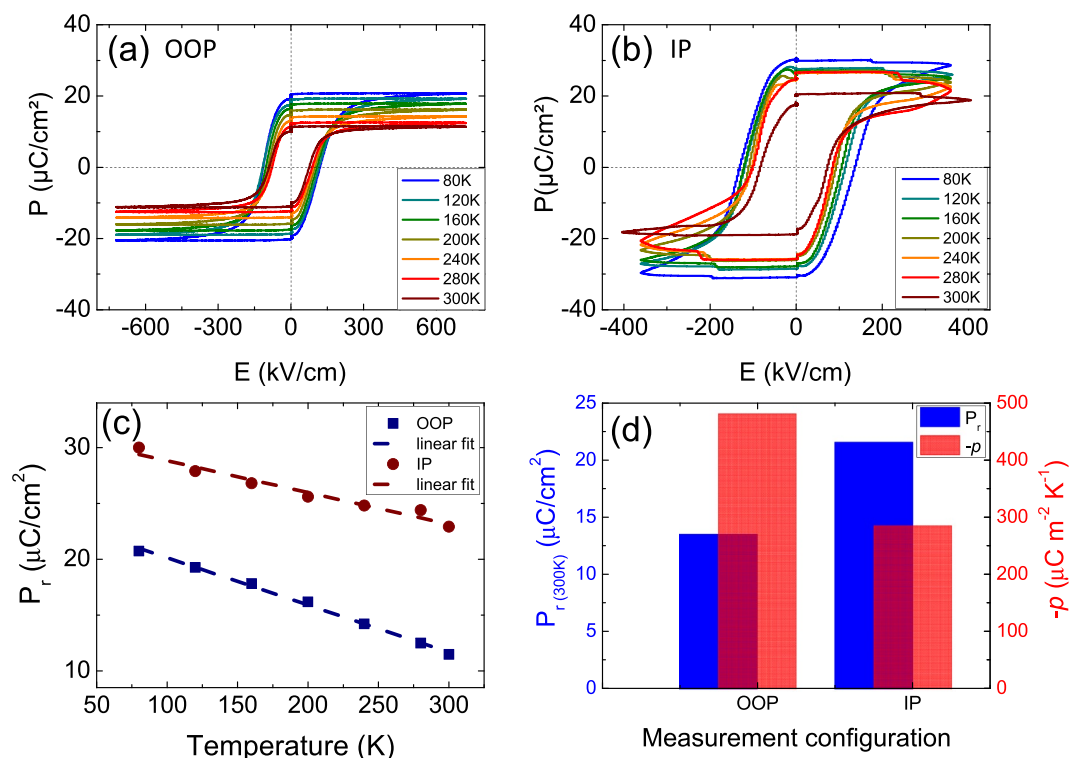 (a) OOP
40
20
0
-20
-40
P (μC/cm²)
-600 -300 0 300 600
E (kV/cm)
80K
120K
160K
200K
240K
280K
300K
(b) IP
40
20
0
-20
-40
P(μC/cm²)
-400 -200 0 200 400
E (kV/cm)
80K
120K
160K
200K
240K
280K
300K
(c)
30
20
10
P r (μC/cm²)
50 100 150 200 250 300
Temperature (K)
OOP
linear fit
IP
linear fit
(d)
25
20
15
10
5
0
P r (300K) (μC/cm²)
OOP IP
Measurement configuration
P r
-p
500
400
300
200
100
0
-p (μC m⁻² K⁻¹)